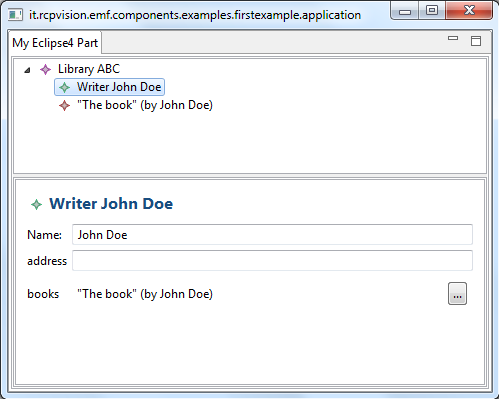 it.rcpvision.emf.components.examples.firstexample.application
My Eclipse4 Part
Library ABC
Writer John Doe
"The book" (by John Doe)
Writer John Doe
Name: John Doe
address
books "The book" (by John Doe) ...